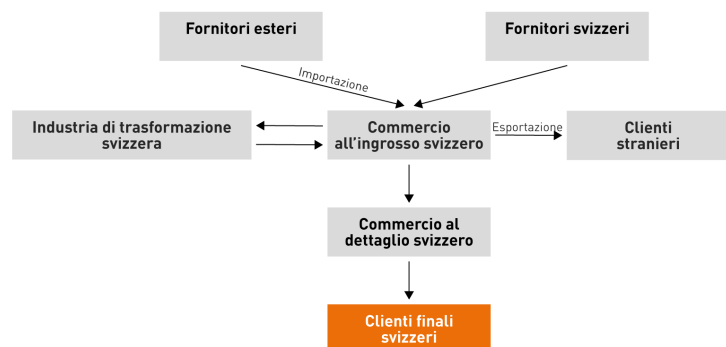 Fornitori esteri
Fornitori svizzeri
Importazione
Industria di trasformazione
svizzera
Commercio
all'ingrosso svizzero
Esportazione
Clienti
stranieri
Commercio al
dettaglio svizzero
Clienti finali
svizzeri